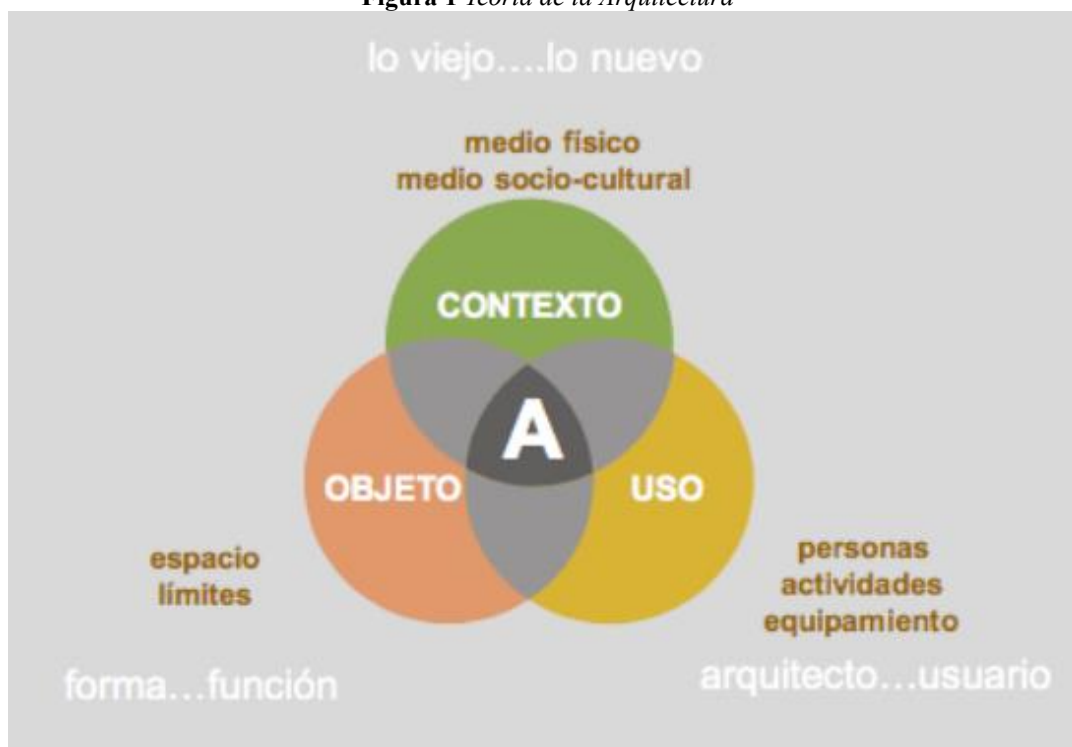 Figura 1 Teoría de la Arquitectura
lo viejo....lo nuevo
medio físico
medio socio-cultural
CONTEXTO
A
OBJETO
USO
espacio
límites
personas
actividades
equipamiento
forma...función
arquitecto...usuario